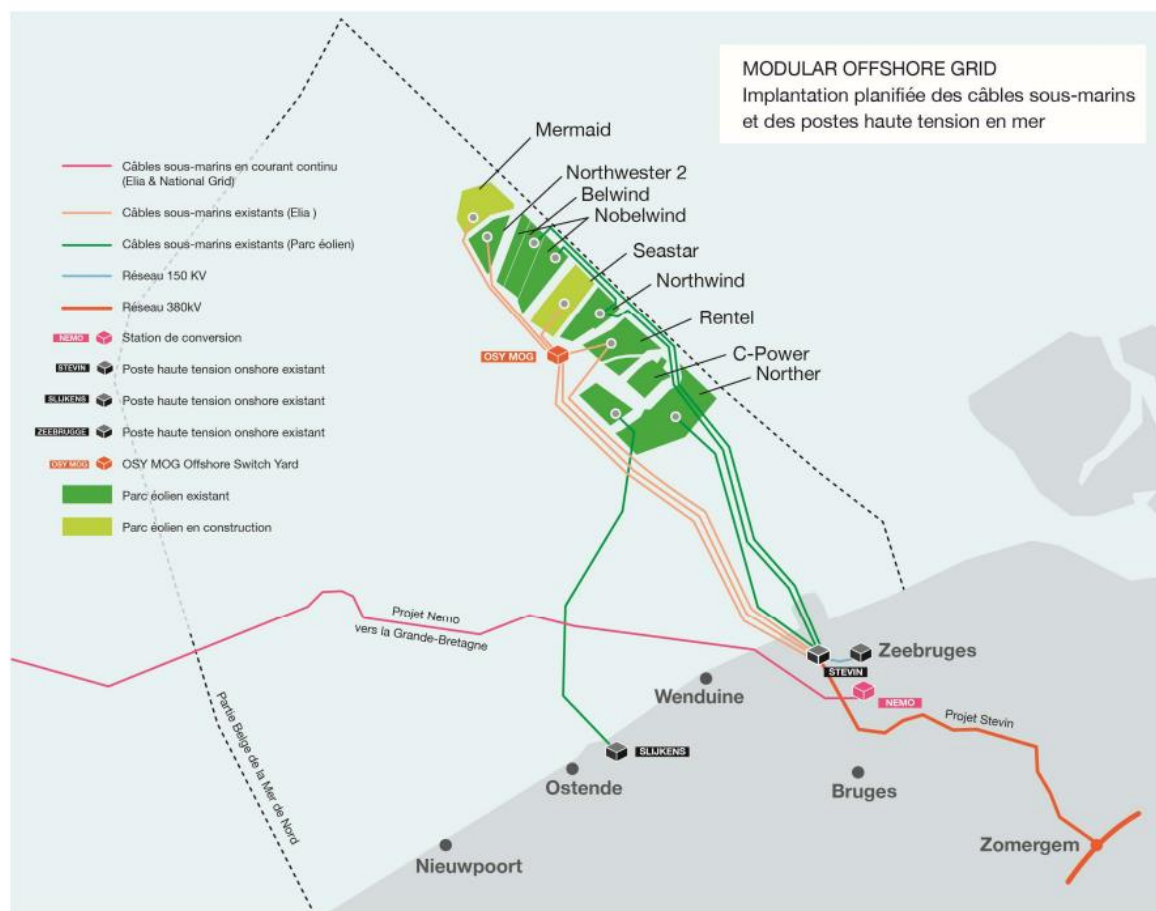 MODULAR OFFSHORE GRID
Implantation planifiée des câbles sous-marins
et des postes haute tension en mer
Mermaid
Northwester 2
Belwind
Nobelwind
Seastar
Northwind
Rentel
C-Power
Norther
Câbles sous-marins en courant continu
(Elia & National Grid)
Câbles sous-marins existants (Elia )
Câbles sous-marins existants (Parc éolien)
Réseau 150 KV
Réseau 380kV
NEMO Station de conversion
STEVIN Poste haute tension onshore existant
SLIJKENS Poste haute tension onshore existant
ZEEBRUGGE Poste haute tension onshore existant
OSY MOG OSY MOG Offshore Switch Yard
Parc éolien existant
Parc éolien en construction
OSY MOG
Projet Nemo
vers la Grande-Bretagne
Partie Belge de la Mer de Nord
Zeebruges
STEVIN
NEMO
Wenduine
Projet Stevin
SLIJKENS
Ostende
Bruges
Nieuwpoort
Zomergem